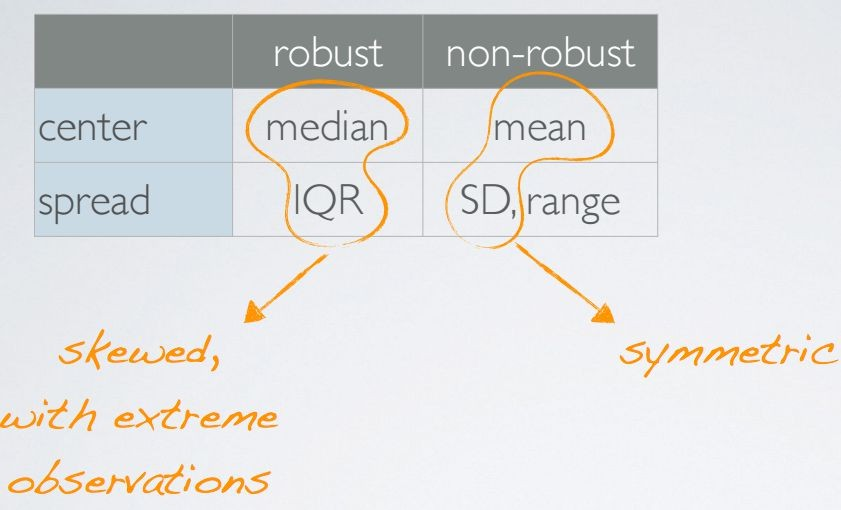 robust non-robust
center median mean
spread IQR SD, range
skewed, symmetric
with extreme
observations